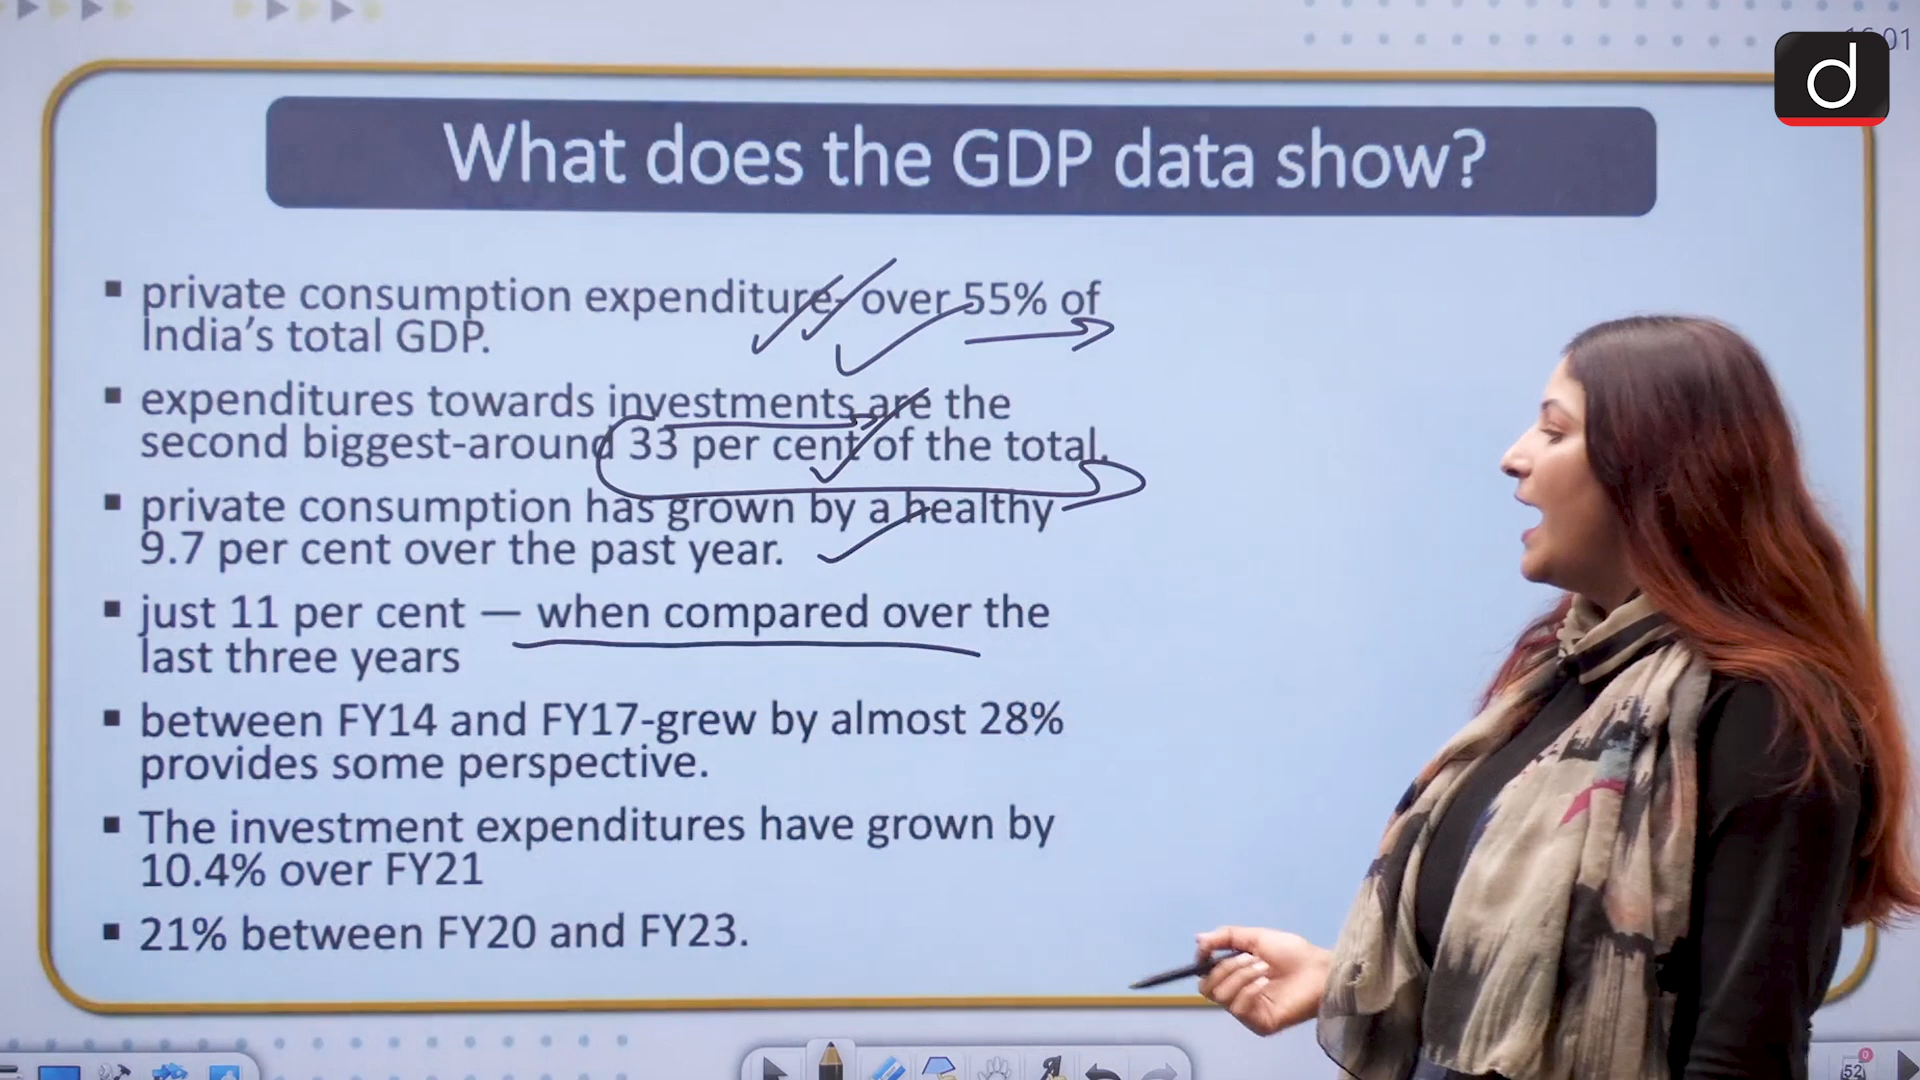 01
d
What does the GDP data show?
▪ private consumption expenditure- over 55% of
India’s total GDP.
▪ expenditures towards investments are the
second biggest-around 33 per cent of the total.
▪ private consumption has grown by a healthy
9.7 per cent over the past year.
▪ just 11 per cent — when compared over the
last three years
▪ between FY14 and FY17-grew by almost 28%
provides some perspective.
▪ The investment expenditures have grown by
10.4% over FY21
▪ 21% between FY20 and FY23.
52
0